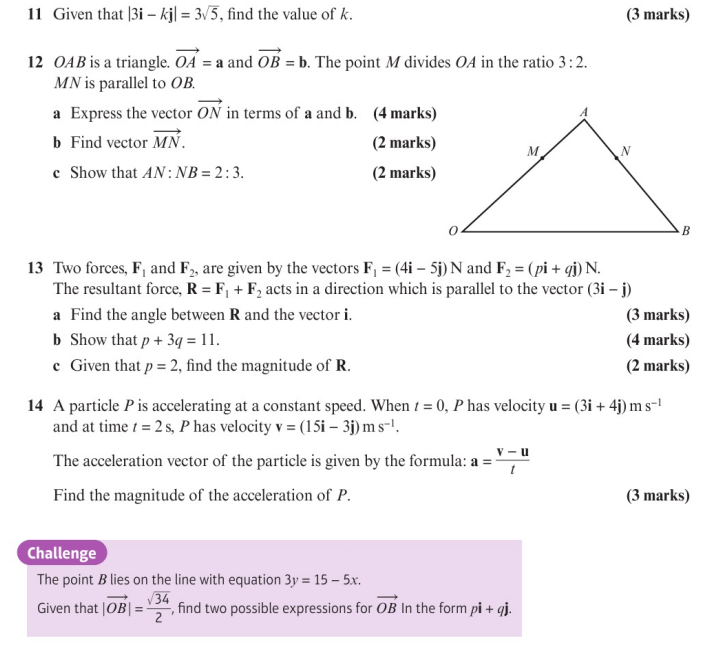 11 Given that |3i – kj| = 3√5, find the value of k. (3 marks)
12 OAB is a triangle. \overrightarrow{OA} = a and \overrightarrow{OB} = b. The point M divides OA in the ratio 3 : 2.
MN is parallel to OB.
a Express the vector \overrightarrow{ON} in terms of a and b. (4 marks)
b Find vector \overrightarrow{MN}. (2 marks)
c Show that AN : NB = 2 : 3. (2 marks)
A
M
N
O
B
13 Two forces, F₁ and F₂, are given by the vectors F₁ = (4i – 5j) N and F₂ = (pi + qj) N.
The resultant force, R = F₁ + F₂ acts in a direction which is parallel to the vector (3i – j)
a Find the angle between R and the vector i. (3 marks)
b Show that p + 3q = 11. (4 marks)
c Given that p = 2, find the magnitude of R. (2 marks)
14 A particle P is accelerating at a constant speed. When t = 0, P has velocity u = (3i + 4j) m s⁻¹
and at time t = 2 s, P has velocity v = (15i – 3j) m s⁻¹.
The acceleration vector of the particle is given by the formula: a = \frac{v – u}{t}
Find the magnitude of the acceleration of P. (3 marks)
Challenge
The point B lies on the line with equation 3y = 15 – 5x.
Given that |\overrightarrow{OB}| = \frac{√34}{2}, find two possible expressions for \overrightarrow{OB} In the form pi + qj.